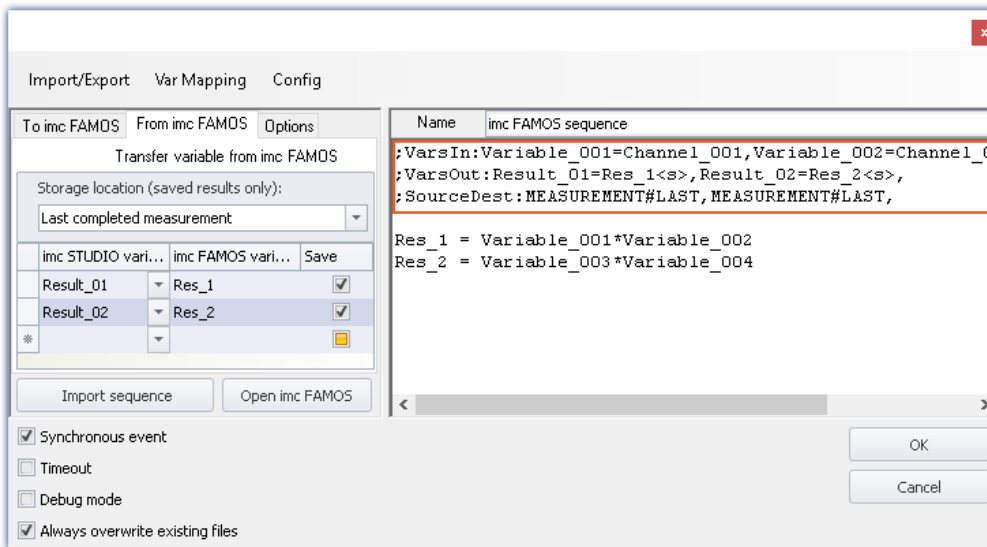 x
Import/Export Var Mapping Config
To imc FAMOS From imc FAMOS Options
Transfer variable from imc FAMOS
Storage location (saved results only):
Last completed measurement
imc STUDIO vari... imc FAMOS vari... Save
Result_01 Res_1
Result_02 Res_2
Import sequence Open imc FAMOS
Name imc FAMOS sequence
;VarsIn:Variable_001=Channel_001,Variable_002=Channel_0
;VarsOut:Result_01=Res_1<s>,Result_02=Res_2<s>,
;SourceDest:MEASUREMENT#LAST,MEASUREMENT#LAST,
Res_1 = Variable_001*Variable_002
Res_2 = Variable_003*Variable_004
Synchronous event
Timeout
Debug mode
Always overwrite existing files
OK
Cancel